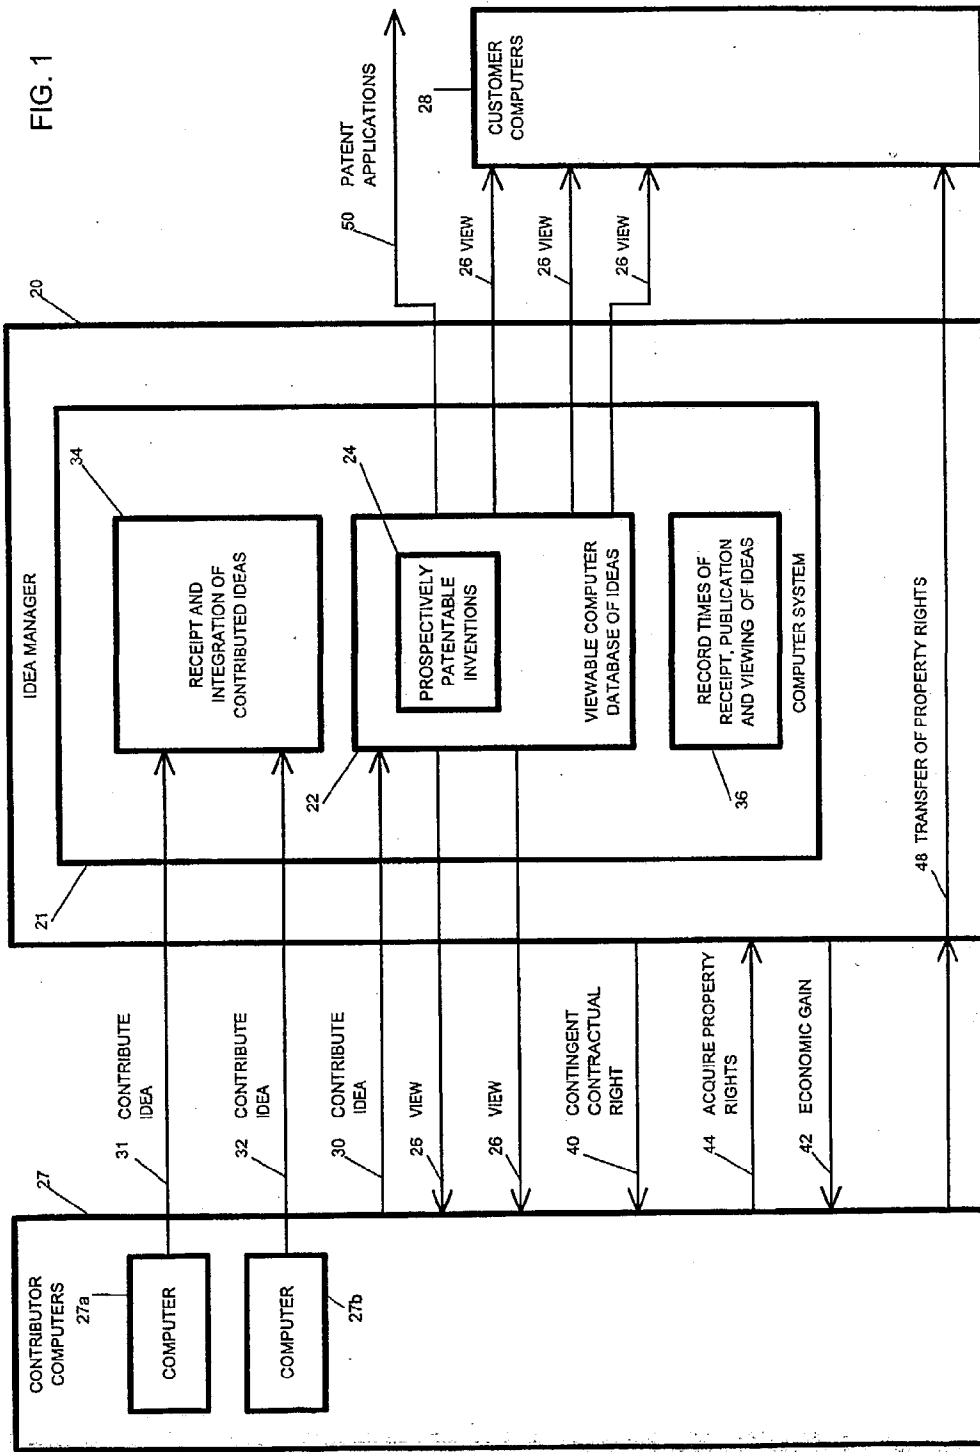 FIG. 1
CONTRIBUTOR
COMPUTERS
27
27a
COMPUTER
COMPUTER
27b
31 CONTRIBUTE
IDEA
32 CONTRIBUTE
IDEA
30 CONTRIBUTE
IDEA
26 VIEW
26 VIEW
CONTINGENT
CONTRACTUAL
RIGHT
40
ACQUIRE PROPERTY
RIGHTS
44
42 ECONOMIC GAIN
IDEA MANAGER
20
21
34
RECEIPT AND
INTEGRATION OF
CONTRIBUTED IDEAS
22
24
PROSPECTIVELY
PATENTABLE
INVENTIONS
VIEWABLE COMPUTER
DATABASE OF IDEAS
RECORD TIMES OF
RECEIPT, PUBLICATION
AND VIEWING OF IDEAS
36
COMPUTER SYSTEM
48 TRANSFER OF PROPERTY RIGHTS
50 PATENT
APPLICATIONS
26 VIEW
26 VIEW
26 VIEW
28
CUSTOMER
COMPUTERS